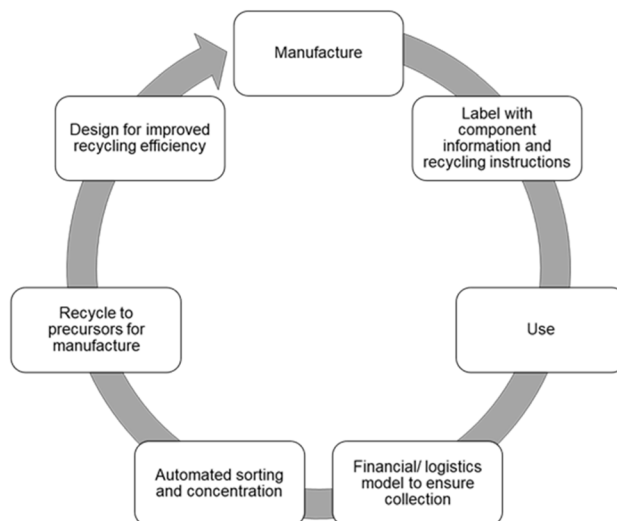 Manufacture
Label with
component
information and
recycling instructions
Use
Financial/ logistics
model to ensure
collection
Automated sorting
and concentration
Recycle to
precursors for
manufacture
Design for improved
recycling efficiency